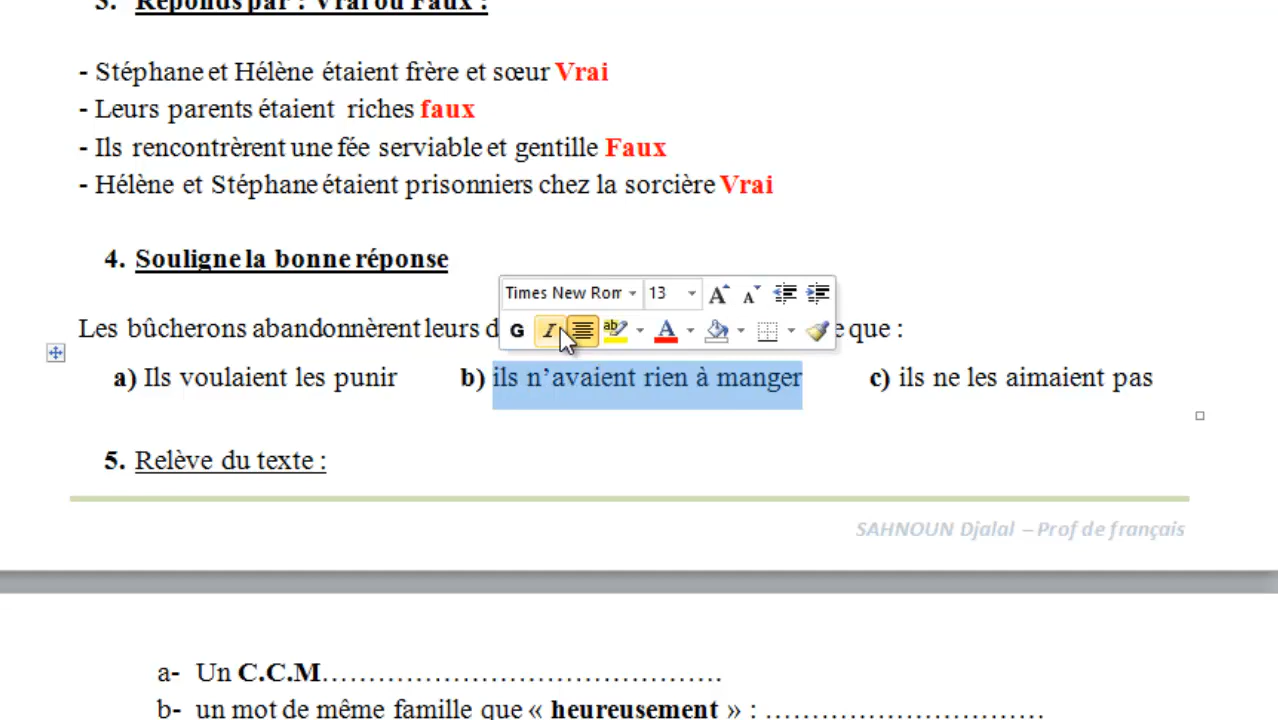 3. Réponds par : Vrai ou Faux :
- Stéphane et Hélène étaient frère et sœur Vrai
- Leurs parents étaient riches faux
- Ils rencontrèrent une fée serviable et gentille Faux
- Hélène et Stéphane étaient prisonniers chez la sorcière Vrai
4. Souligne la bonne réponse
Times New Rom 13 A A
G I ab A
Les bûcherons abandonnèrent leurs que :
a) Ils voulaient les punir b) ils n’avaient rien à manger c) ils ne les aimaient pas
5. Relève du texte :
SAHNOUN Djalal – Prof de français
a- Un C.C.M……………………………………….
b- un mot de même famille que « heureusement » : …………………………